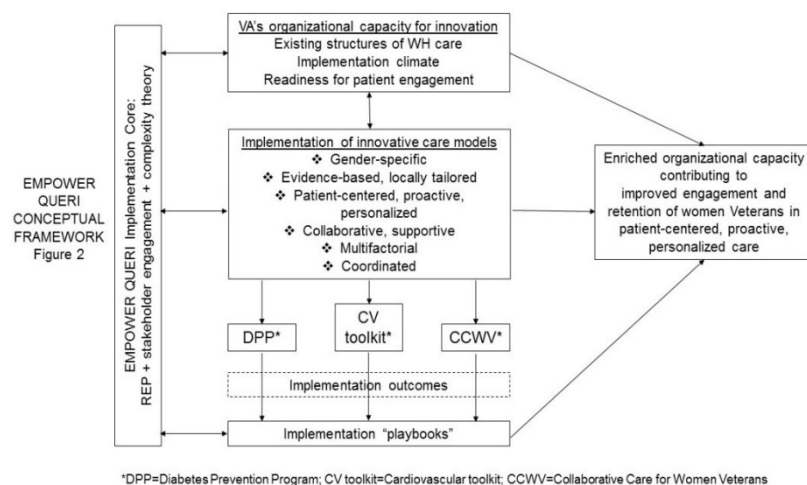 EMPOWER
QUERI
CONCEPTUAL
FRAMEWORK
Figure 2
EMPOWER QUERI Implementation Core:
REP + stakeholder engagement + complexity theory
VA's organizational capacity for innovation
Existing structures of WH care
Implementation climate
Readiness for patient engagement
Implementation of innovative care models
❖ Gender-specific
❖ Evidence-based, locally tailored
❖ Patient-centered, proactive,
personalized
❖ Collaborative, supportive
❖ Multifactorial
❖ Coordinated
DPP*
CV
toolkit*
CCWV*
Implementation outcomes
Implementation "playbooks"
Enriched organizational capacity
contributing to
improved engagement and
retention of women Veterans in
patient-centered, proactive,
personalized care
*DPP=Diabetes Prevention Program; CV toolkit=Cardiovascular toolkit; CCWV=Collaborative Care for Women Veterans